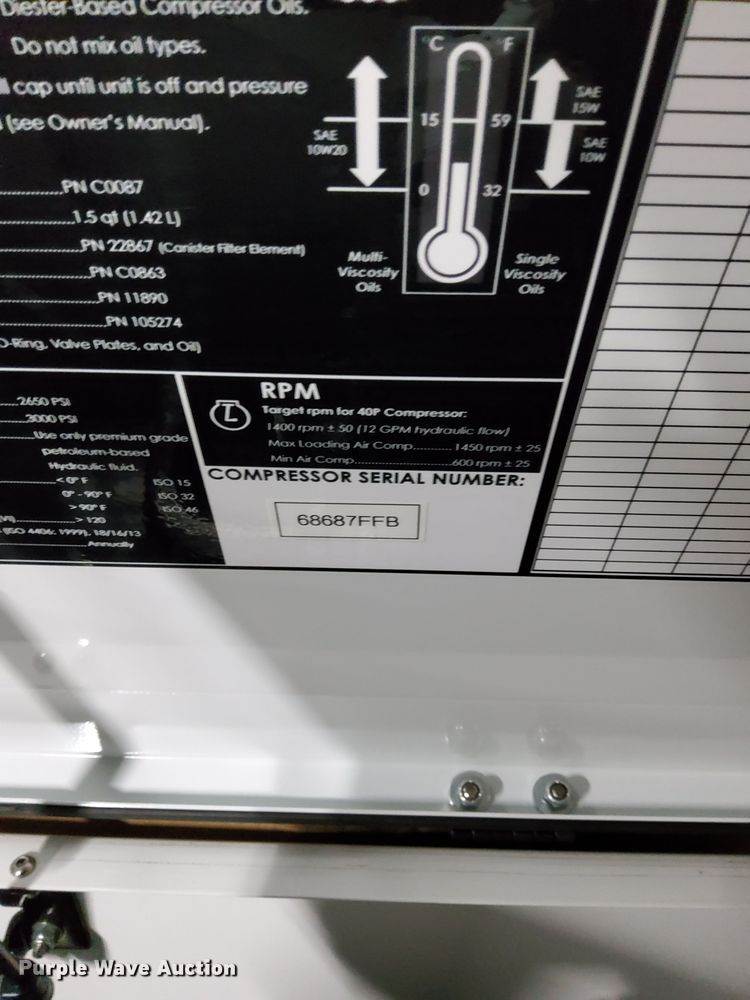 Diester-Based Compressor Oils.
Do not mix oil types.
cap until unit is off and pressure
(see Owner's Manual).
PN C0087
1.5 qt (1.42 L)
PN 22867 (Canister Filter Element)
PN C0863
PN 11890
PN 105274
O-Ring, Valve Plates, and Oil)
°C °F
15 59
0 32
SAE
10W20
SAE
15W
SAE
10W
Multi-
Viscosity
Oils
Single
Viscosity
Oils
2650 PSI
3000 PSI
Use only premium grade
petroleum-based
Hydraulic fluid.
< 0° F ISO 15
0° - 90° F ISO 32
> 90° F ISO 46
> 120
(ISO 4406: 1999), 18/16/13
Annually
RPM
Target rpm for 40P Compressor:
1400 rpm ± 50 (12 GPM hydraulic flow)
Max Loading Air Comp........... 1450 rpm ± 25
Min Air Comp............................600 rpm ± 25
COMPRESSOR SERIAL NUMBER:
68687FFB
Purple Wave Auction